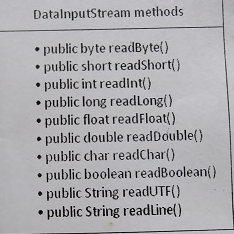 DataInputStream methods
• public byte readByte()
• public short readShort()
• public int readInt()
• public long readLong()
• public float readFloat()
• public double readDouble()
• public char readChar()
• public boolean readBoolean()
• public String readUTF()
• public String readLine()